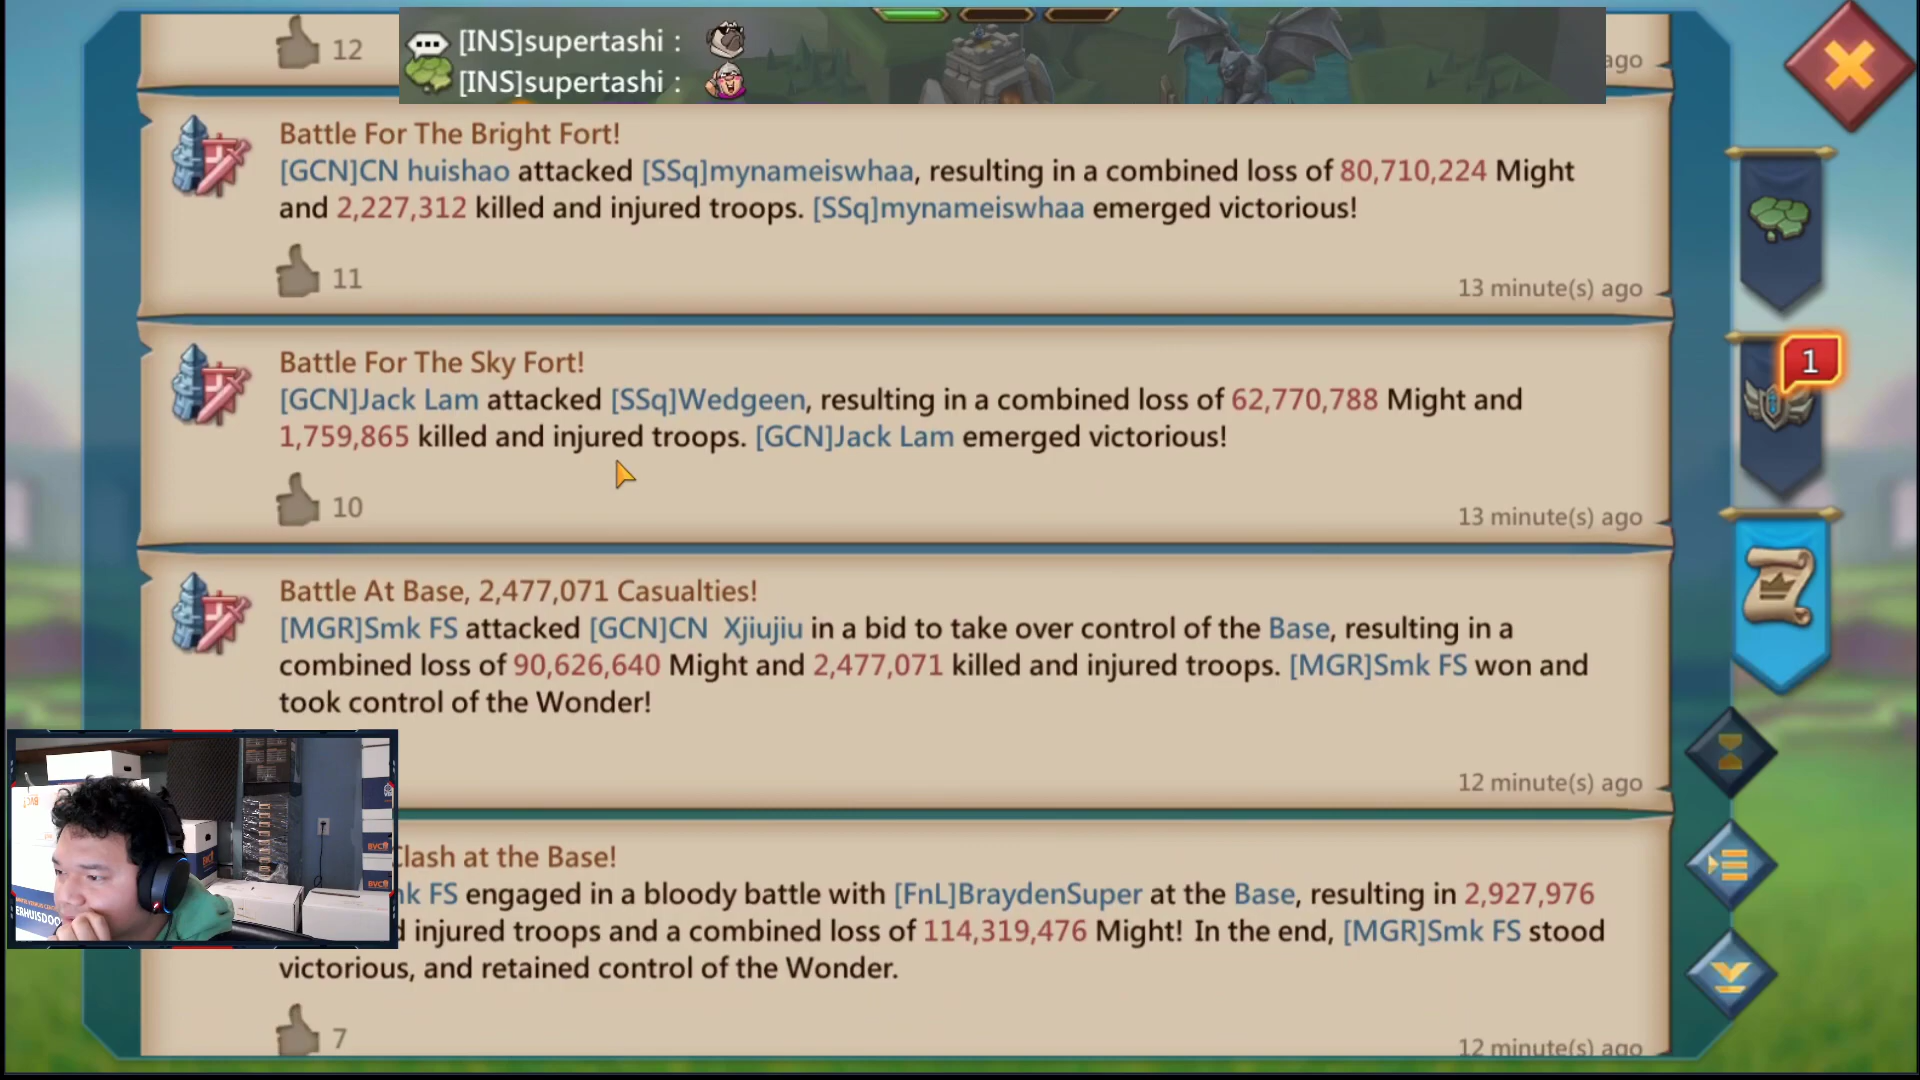 [INS]supertashi :
[INS]supertashi :
12
ago
Battle For The Bright Fort!
[GCN]CN huishao attacked [SSq]mynameiswhaa, resulting in a combined loss of 80,710,224 Might
and 2,227,312 killed and injured troops. [SSq]mynameiswhaa emerged victorious!
11
13 minute(s) ago
1
Battle For The Sky Fort!
[GCN]Jack Lam attacked [SSq]Wedgeen, resulting in a combined loss of 62,770,788 Might and
1,759,865 killed and injured troops. [GCN]Jack Lam emerged victorious!
10
13 minute(s) ago
Battle At Base, 2,477,071 Casualties!
[MGR]Smk FS attacked [GCN]CN Xjiujiu in a bid to take over control of the Base, resulting in a
combined loss of 90,626,640 Might and 2,477,071 killed and injured troops. [MGR]Smk FS won and
took control of the Wonder!
12 minute(s) ago
Clash at the Base!
FS engaged in a bloody battle with [FnL]BraydenSuper at the Base, resulting in 2,927,976
injured troops and a combined loss of 114,319,476 Might! In the end, [MGR]Smk FS stood
victorious, and retained control of the Wonder.
7
12 minute(s) ago
BVCO
BVCO
BVCO